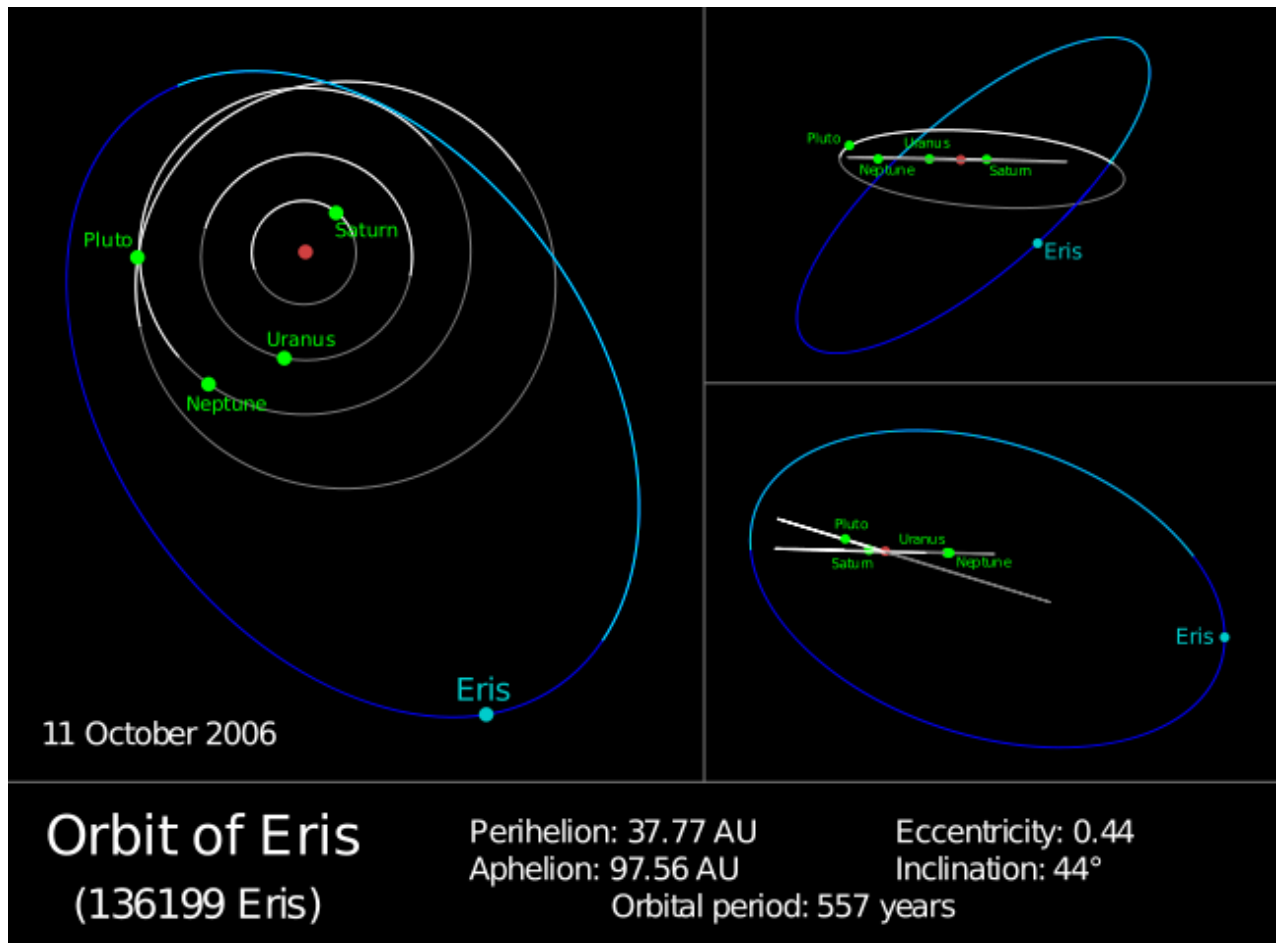 Pluto
Saturn
Uranus
Neptune
Eris
11 October 2006
Pluto
Uranus
Neptune
Saturn
Eris
Pluto
Uranus
Saturn
Neptune
Eris
Orbit of Eris
(136199 Eris)
Perihelion: 37.77 AU
Aphelion: 97.56 AU
Eccentricity: 0.44
Inclination: 44°
Orbital period: 557 years